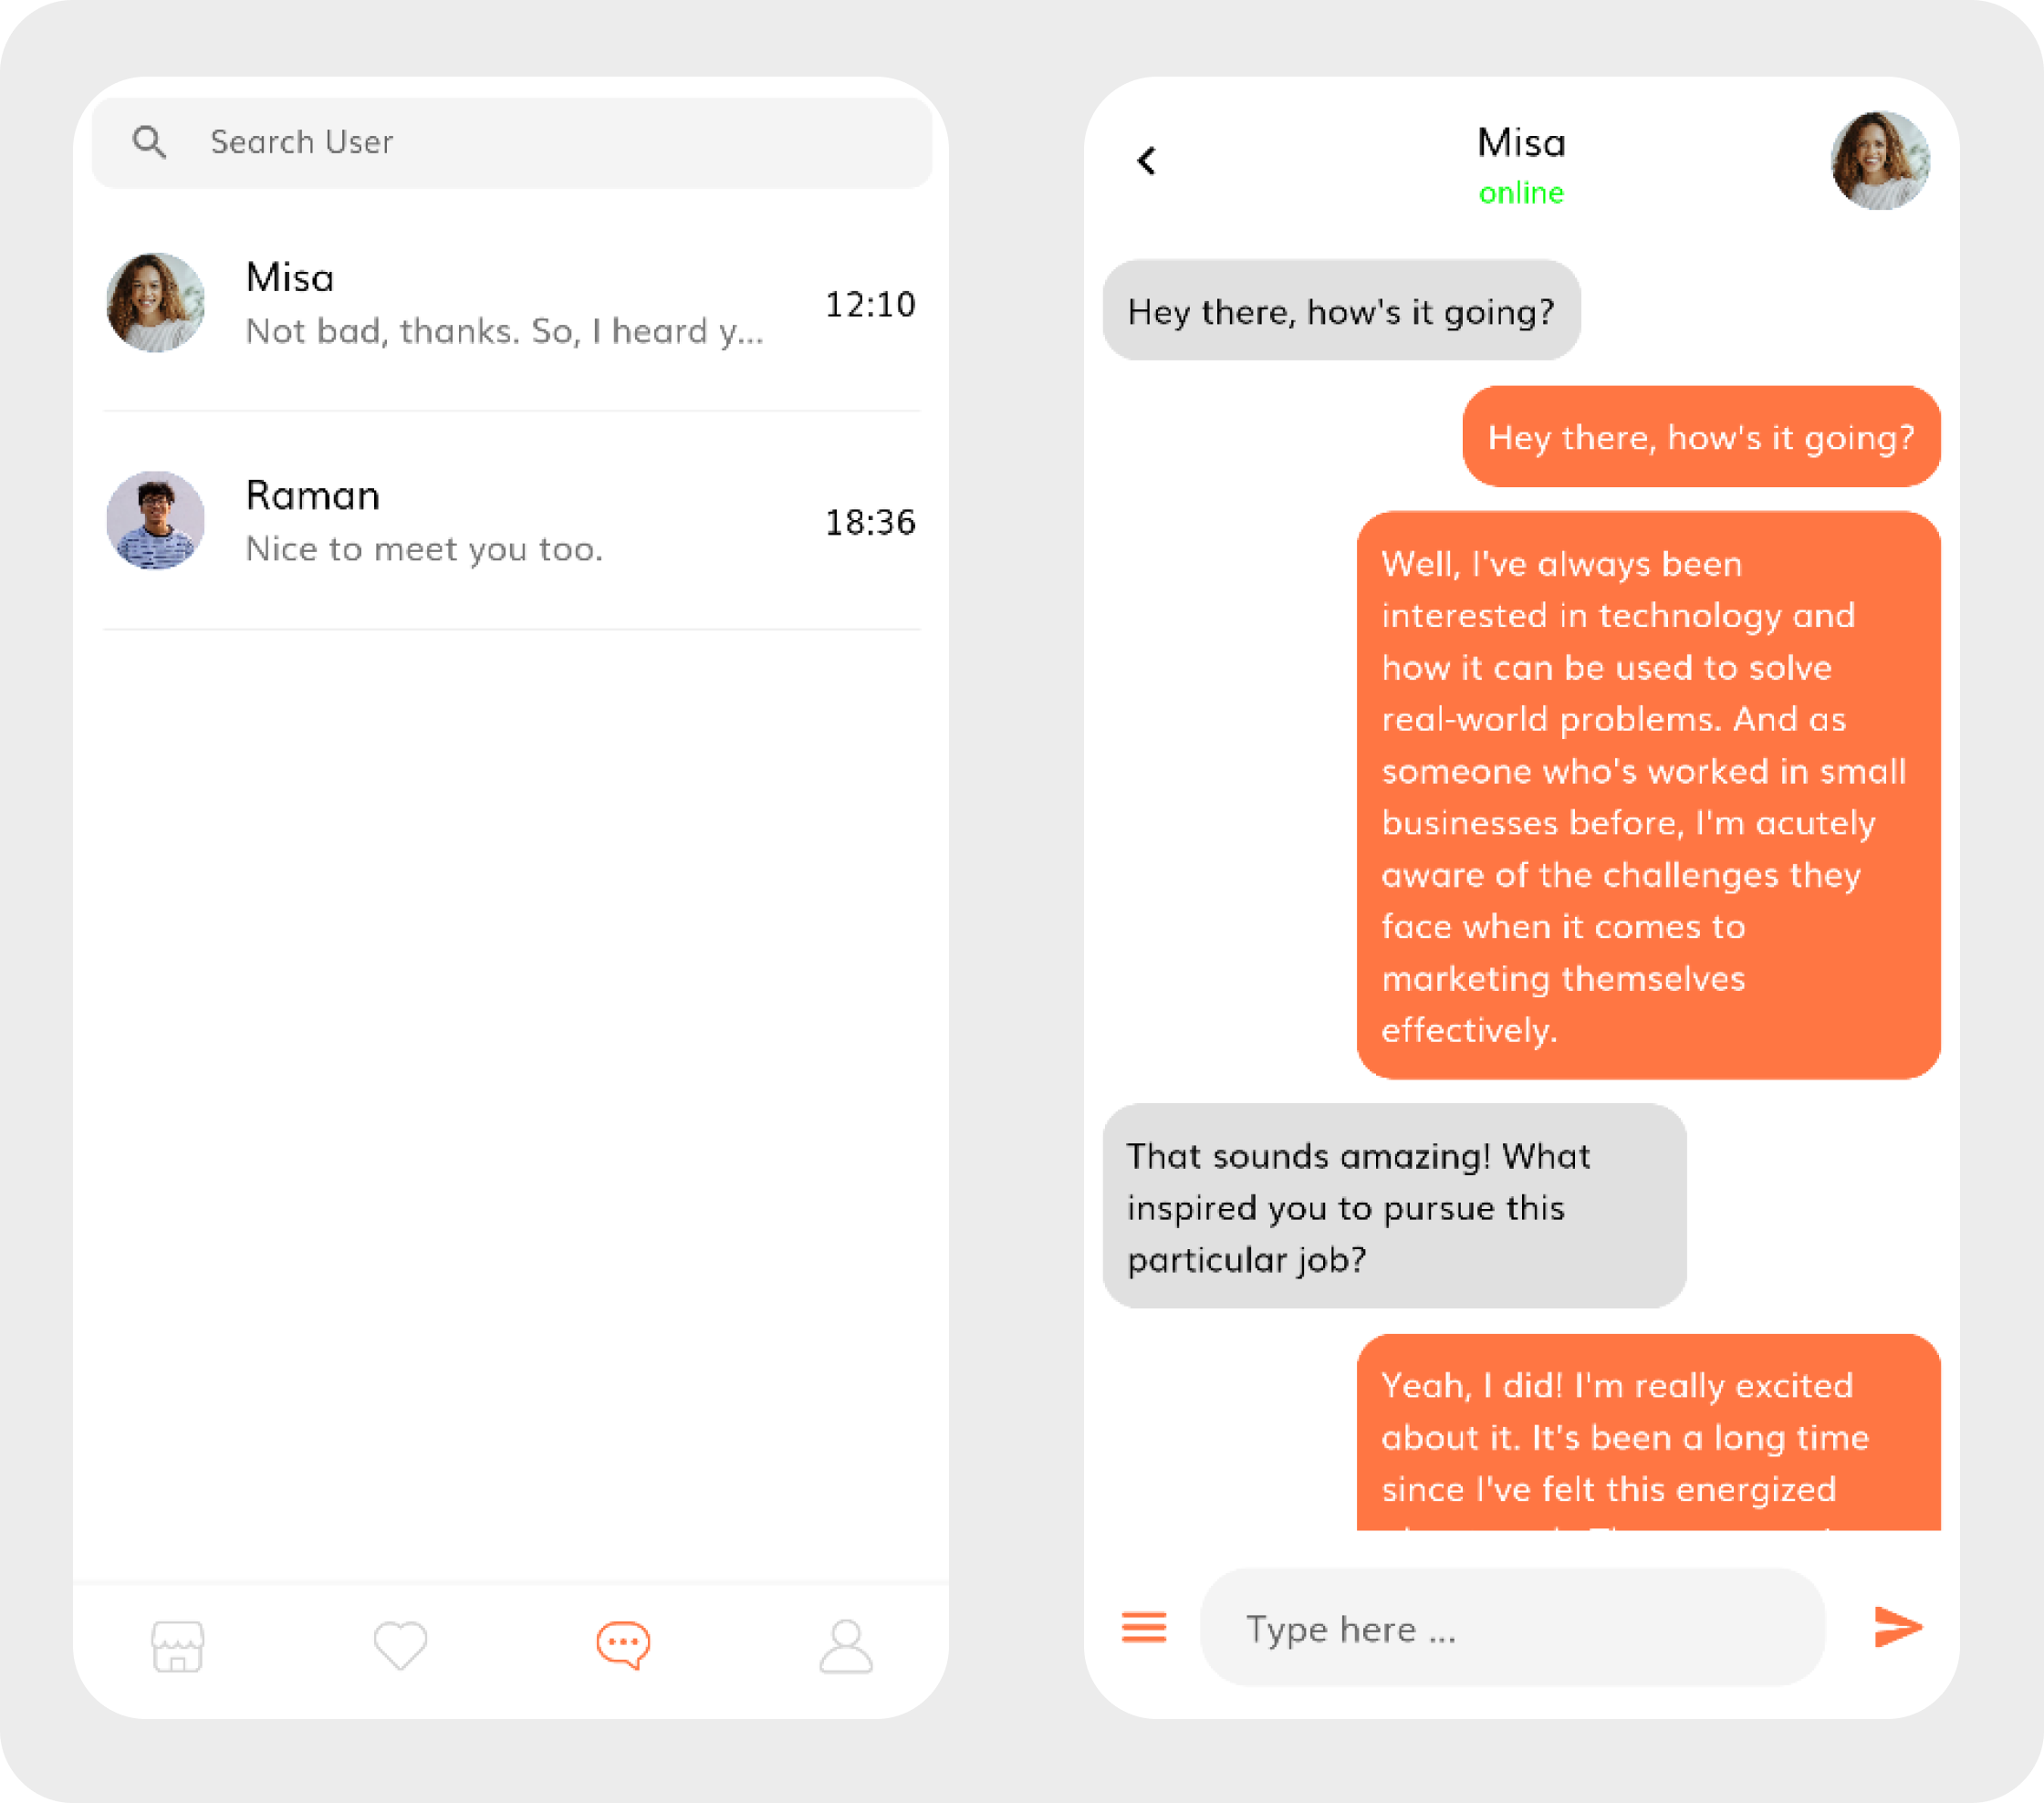 Search User
Misa
Not bad, thanks. So, I heard y...
12:10
Raman
Nice to meet you too.
18:36
Misa
online
Hey there, how's it going?
Hey there, how's it going?
Well, I've always been
interested in technology and
how it can be used to solve
real-world problems. And as
someone who's worked in small
businesses before, I'm acutely
aware of the challenges they
face when it comes to
marketing themselves
effectively.
That sounds amazing! What
inspired you to pursue this
particular job?
Yeah, I did! I'm really excited
about it. It's been a long time
since I've felt this energized
Type here ...